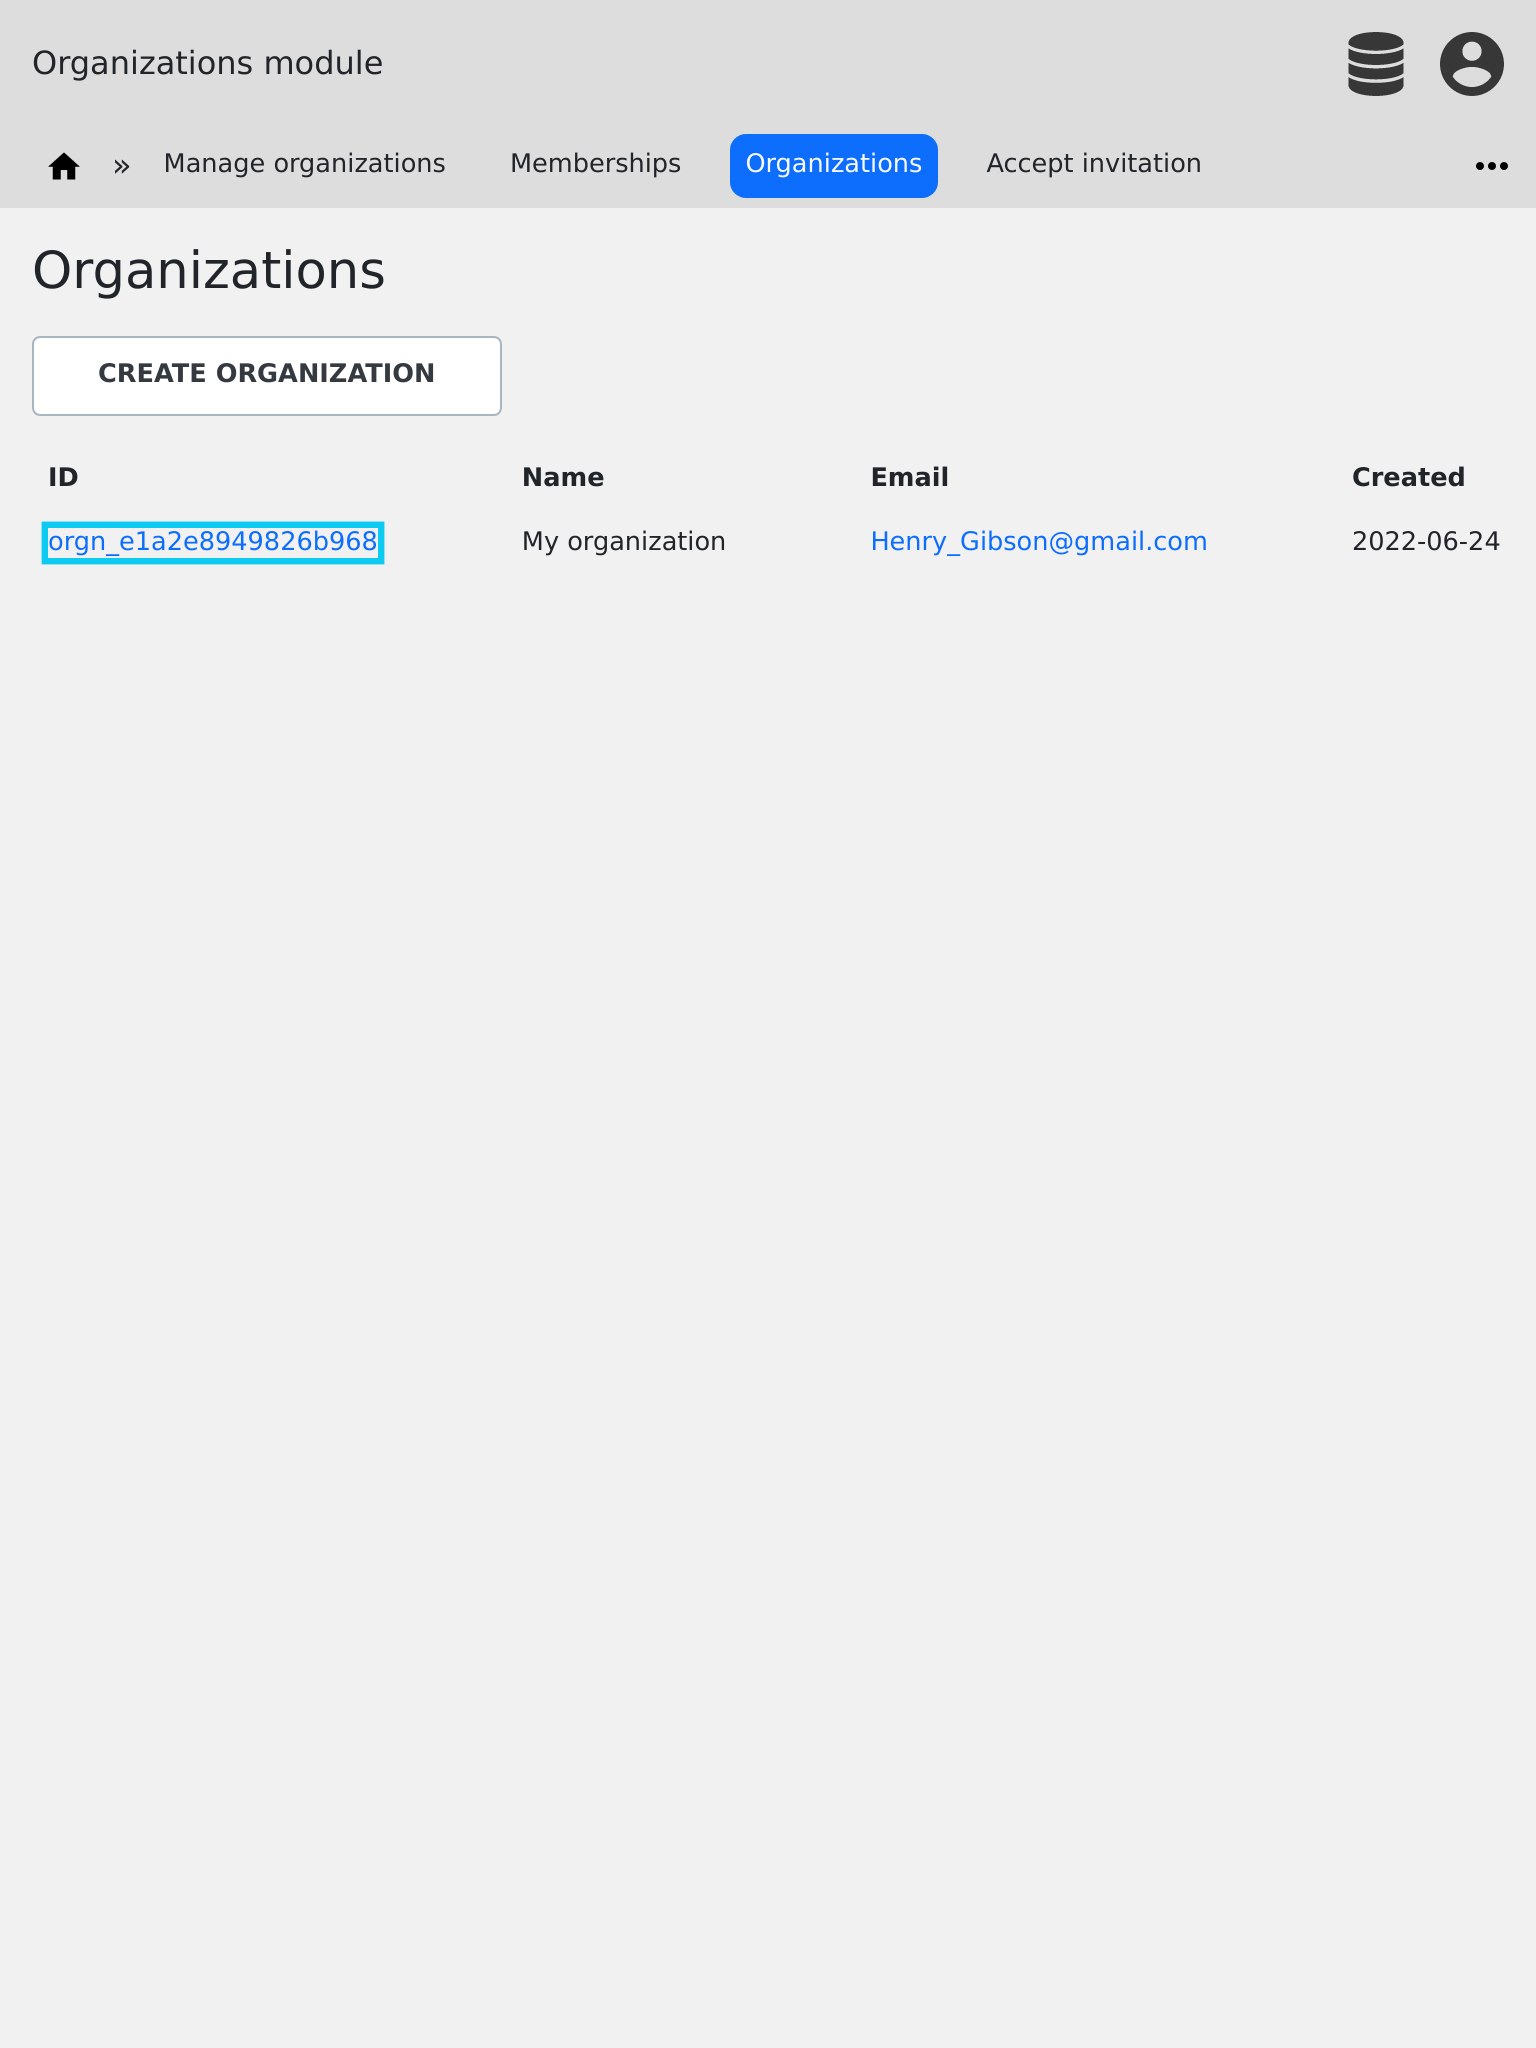 Organizations module
» Manage organizations Memberships Organizations Accept invitation •••
Organizations
CREATE ORGANIZATION
ID Name Email Created
orgn_e1a2e8949826b968 My organization Henry_Gibson@gmail.com 2022-06-24